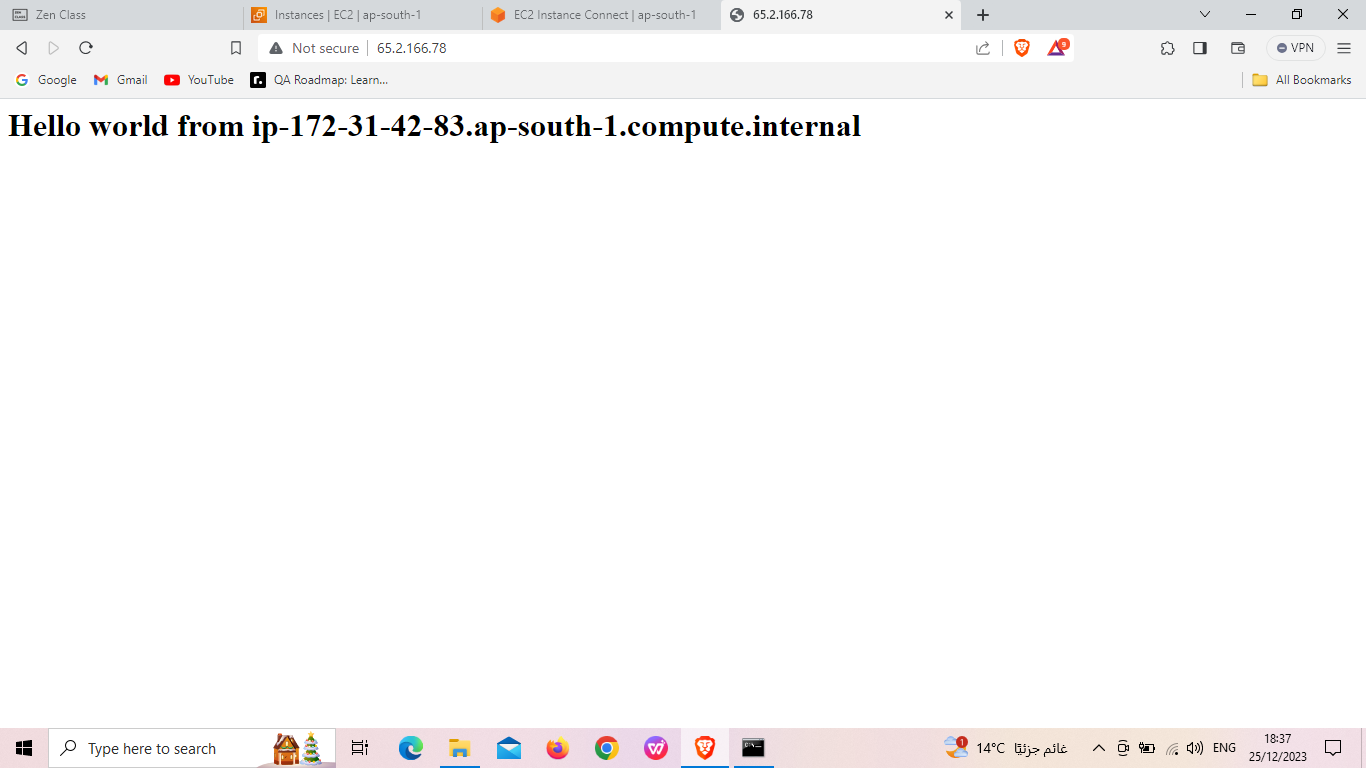 Zen Class
Instances | EC2 | ap-south-1
EC2 Instance Connect | ap-south-1
65.2.166.78
Not secure
65.2.166.78
9
VPN
Google
Gmail
YouTube
QA Roadmap: Learn...
All Bookmarks
Hello world from ip-172-31-42-83.ap-south-1.compute.internal
Type here to search
1
14°C
غائم جزئيًا
ENG
18:37
25/12/2023